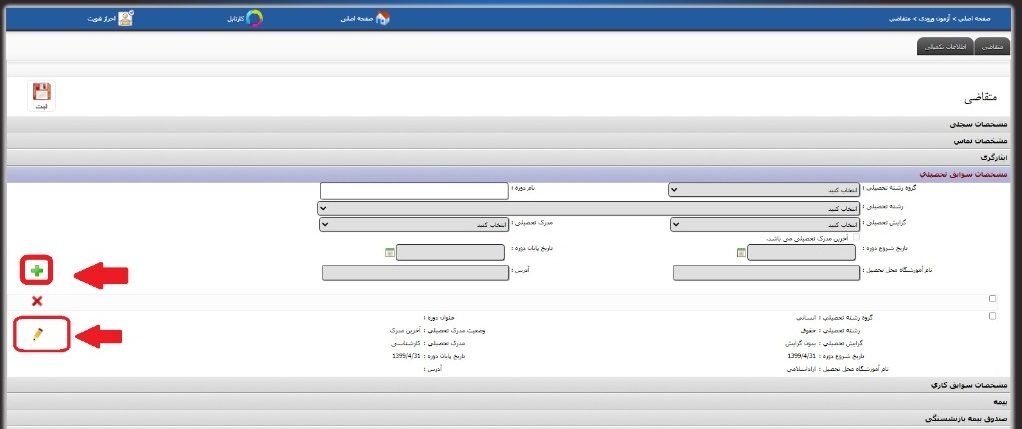 صفحه اصلی > آزمون ورودی > متقاضی
صفحه اصلی
کارتابل
احراز هویت
متقاضی
اطلاعات تکمیلی
متقاضی
ثبت
مشخصات سجلی
مشخصات تماس
ایثارگری
مشخصات سوابق تحصیلی
گروه رشته تحصیلی : انتخاب کنید نام دوره :
رشته تحصیلی : انتخاب کنید
گرایش تحصیلی : انتخاب کنید مدرک تحصیلی : انتخاب کنید
آخرین مدرک تحصیلی می باشد.
تاریخ شروع دوره : تاریخ پایان دوره :
نام آموزشگاه محل تحصیل : آدرس :
گروه رشته تحصیلی : انسانی عنوان دوره :
رشته تحصیلی : حقوق وضعیت مدرک تحصیلی : آخرین مدرک
گرایش تحصیلی : بدون گرایش مدرک تحصیلی : کارشناسی
تاریخ شروع دوره : 1399/4/31 تاریخ پایان دوره : 1399/4/31
نام آموزشگاه محل تحصیل : ازاداسلامی آدرس :
مشخصات سوابق کاری
بیمه
صندوق بیمه بازنشستگی